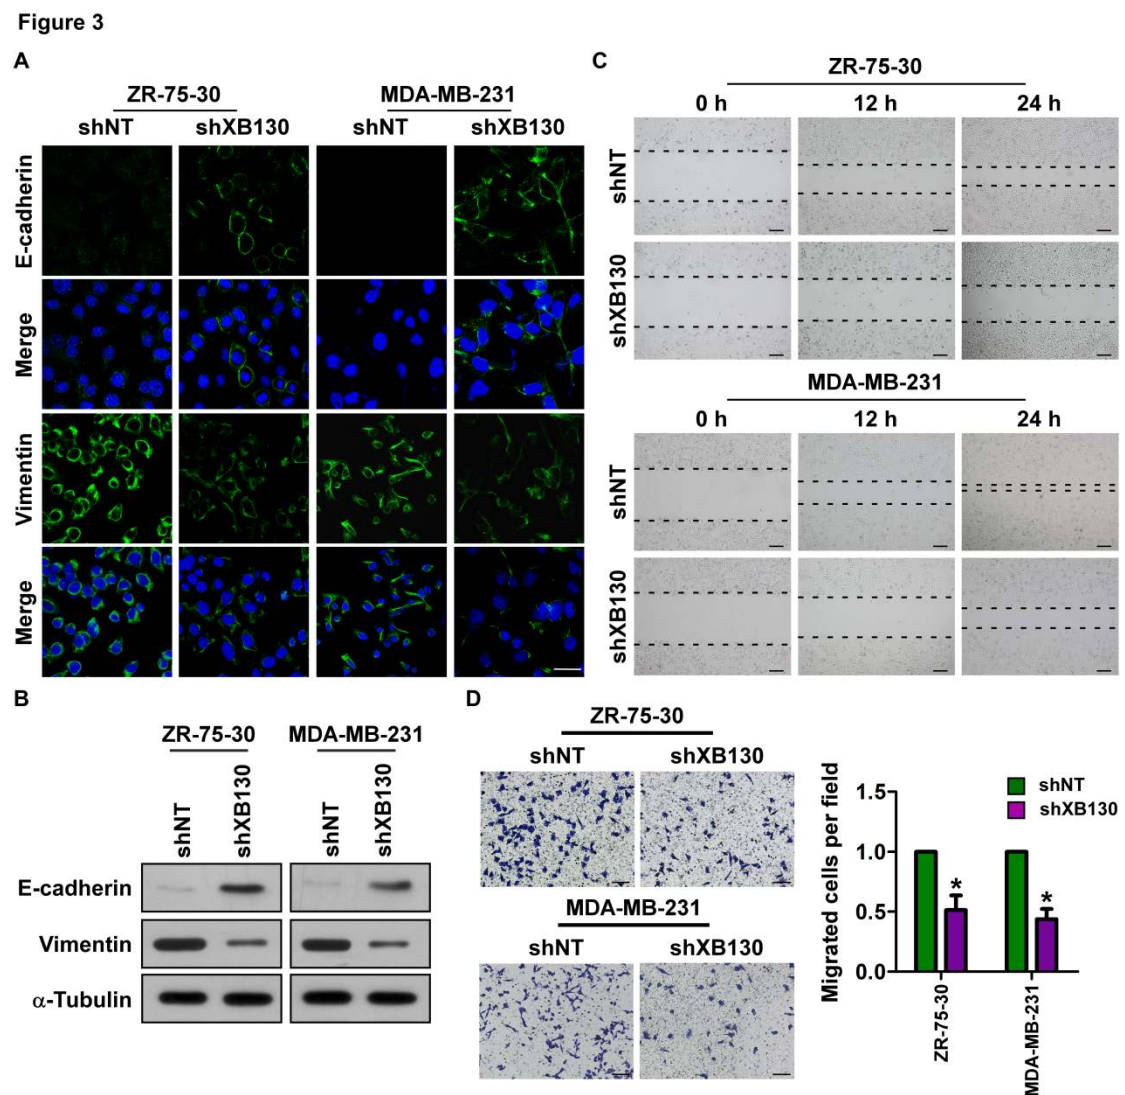 Figure 3
A
ZR-75-30 MDA-MB-231
shNT shXB130 shNT shXB130
E-cadherin
Merge
Vimentin
Merge
B
ZR-75-30 MDA-MB-231
shNT shXB130 shNT shXB130
E-cadherin
Vimentin
α-Tubulin
C
ZR-75-30
0 h 12 h 24 h
shNT
shXB130
MDA-MB-231
0 h 12 h 24 h
shNT
shXB130
D
ZR-75-30
shNT shXB130
MDA-MB-231
shNT shXB130
Migrated cells per field
1.5
1.0
0.5
0.0
shNT
shXB130
* *
ZR-75-30
MDA-MB-231